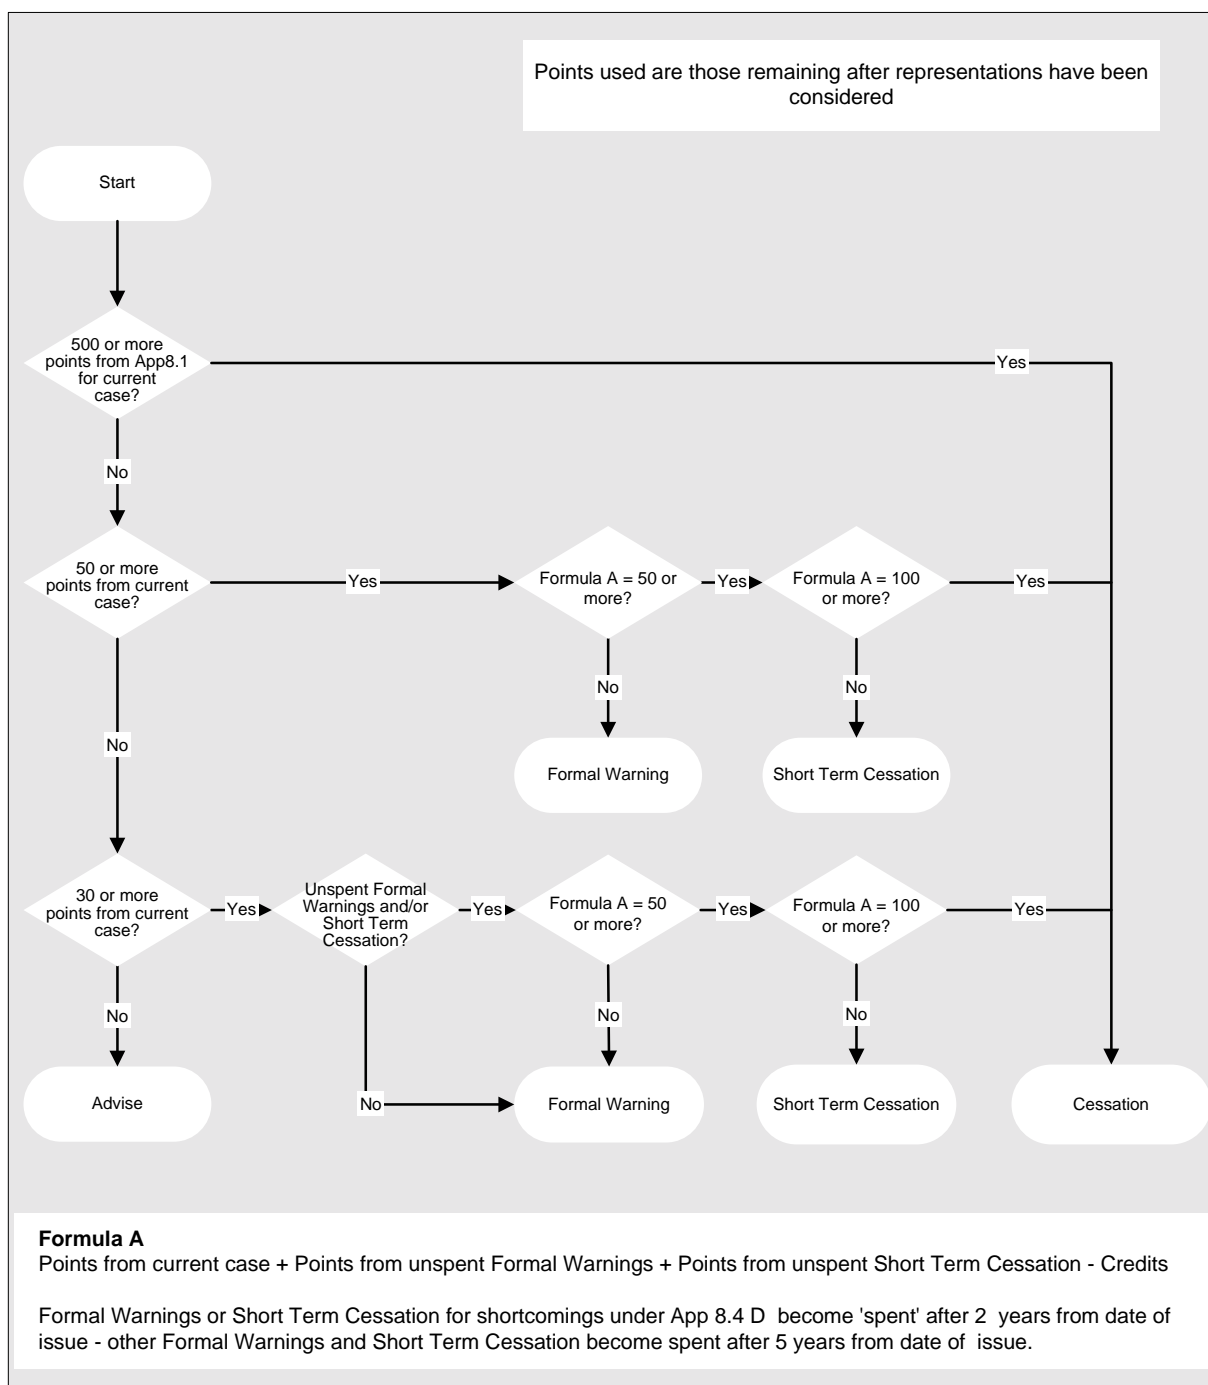 Points used are those remaining after representations have been
considered
Start
500 or more
points from App8.1
for current
case?
Yes
No
50 or more
points from current
case?
Yes
Formula A = 50 or
more?
Yes
Formula A = 100
or more?
Yes
No
No
No
Formal Warning
Short Term Cessation
30 or more
points from current
case?
Yes
Unspent Formal
Warnings and/or
Short Term
Cessation?
Yes
Formula A = 50
or more?
Yes
Formula A = 100
or more?
Yes
No
No
No
Advise
No
Formal Warning
Short Term Cessation
Cessation
Formula A
Points from current case + Points from unspent Formal Warnings + Points from unspent Short Term Cessation - Credits
Formal Warnings or Short Term Cessation for shortcomings under App 8.4 D become 'spent' after 2 years from date of
issue - other Formal Warnings and Short Term Cessation become spent after 5 years from date of issue.